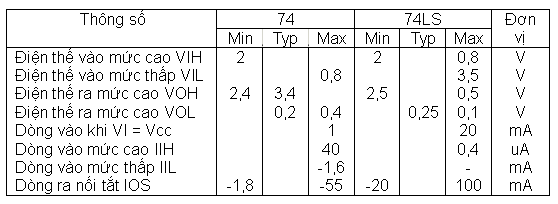 Thông số 74 74LS Đơn vị
Min Typ Max Min Typ Max
Điện thế vào mức cao VIH 2 2 0,8 V
Điện thế vào mức thấp VIL 0,8 3,5 V
Điện thế ra mức cao VOH 2,4 3,4 2,5 0,5 V
Điện thế ra mức cao VOL 0,2 0,4 0,25 0,1 V
Dòng vào khi VI = Vcc 1 20 mA
Dòng vào mức cao IIH 40 0,4 uA
Dòng vào mức thấp IIL -1,6 - mA
Dòng ra nối tắt IOS -1,8 -55 -20 100 mA